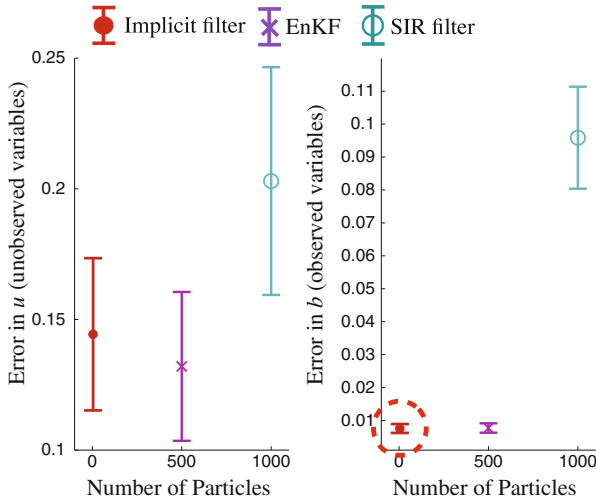 Implicit filter EnKF SIR filter
Error in u (unobserved variables)
0.25
0.2
0.15
0.1
0 500 1000
Number of Particles
Error in b (observed variables)
0.11
0.1
0.09
0.08
0.07
0.06
0.05
0.04
0.03
0.02
0.01
0 500 1000
Number of Particles